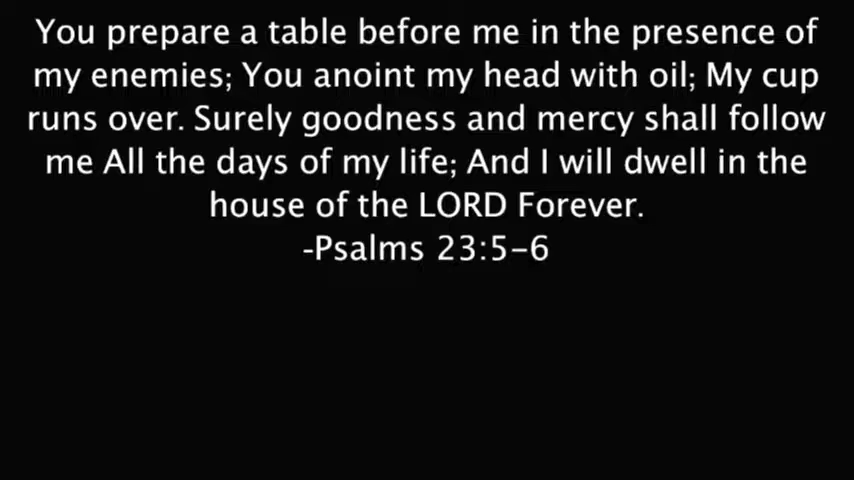 You prepare a table before me in the presence of
my enemies; You anoint my head with oil; My cup
runs over. Surely goodness and mercy shall follow
me All the days of my life; And I will dwell in the
house of the LORD Forever.
-Psalms 23:5-6